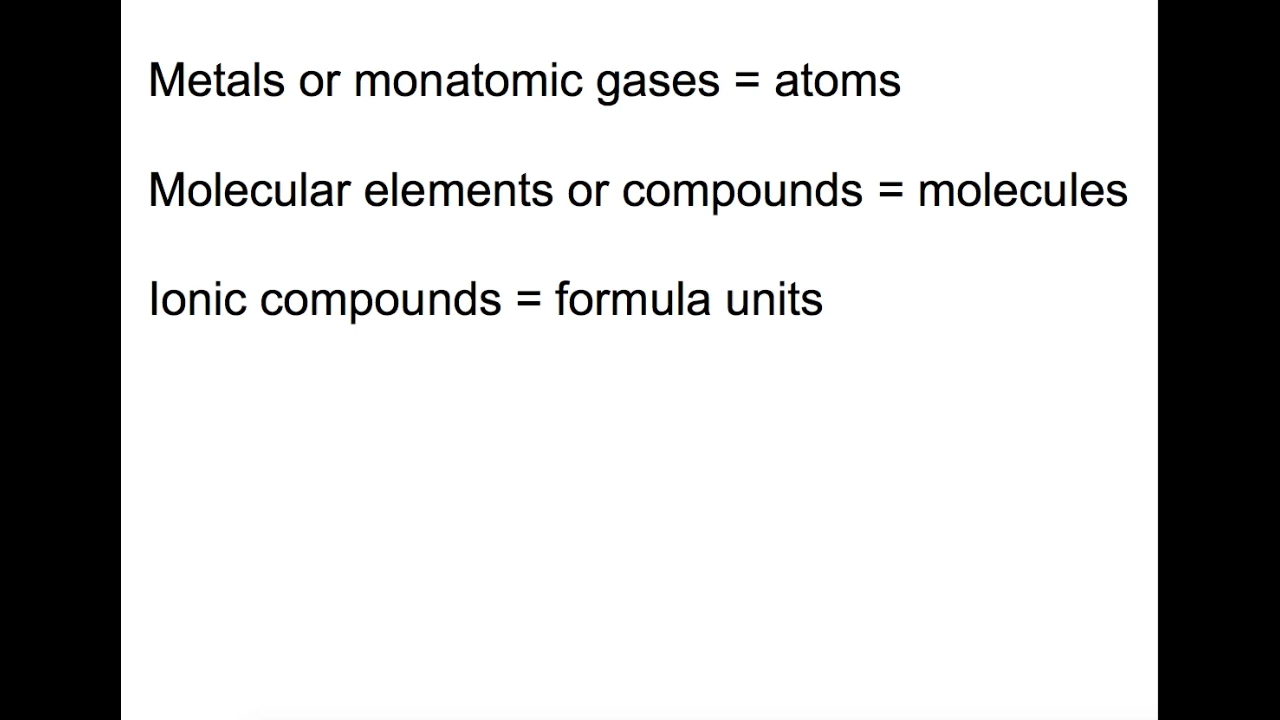 Metals or monatomic gases = atoms
Molecular elements or compounds = molecules
Ionic compounds = formula units